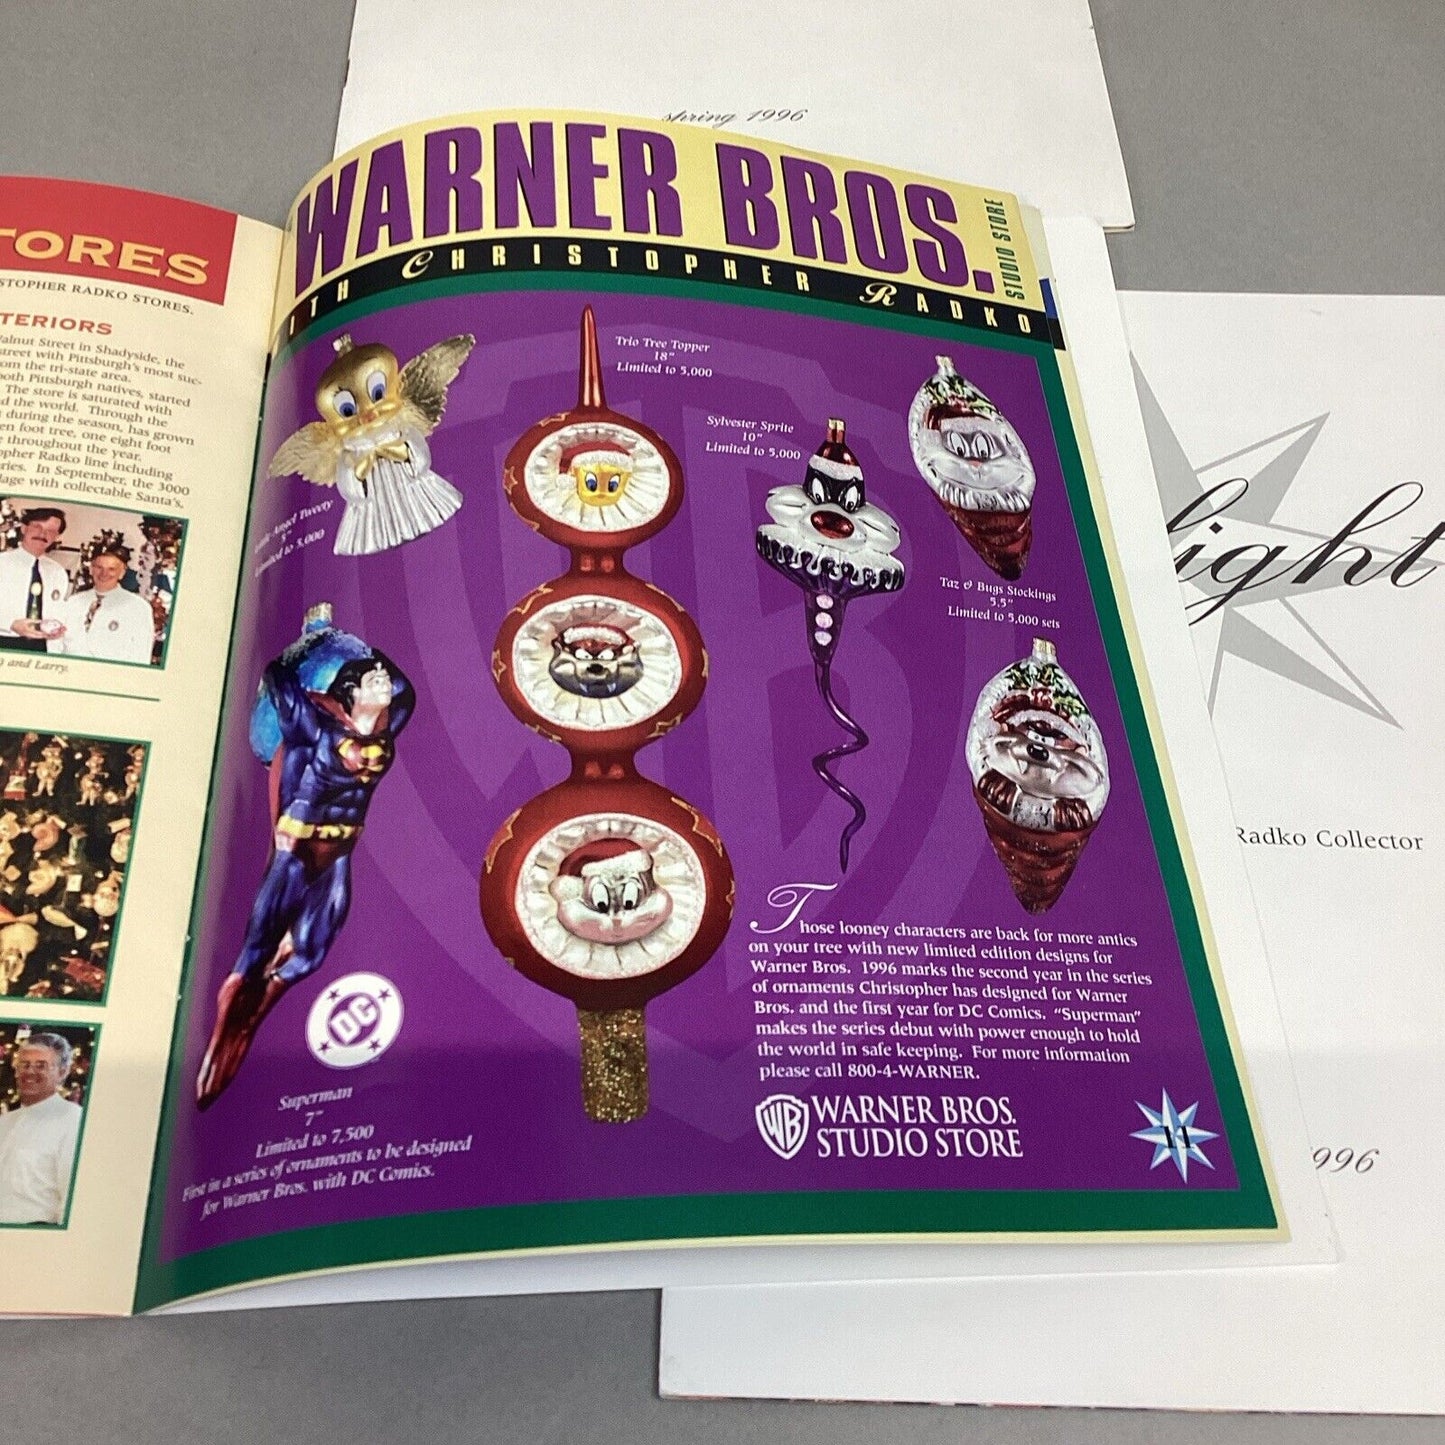 spring 1996
TORES
STOPHER RADKO STORES.
TERIORS
Walnut Street in Shadyside, the
street with Pittsburgh's most suc-
om the tri-state area.
both Pittsburgh natives, started
The store is saturated with
d the world. Through the
during the season, has grown
en foot tree, one eight foot
e throughout the year,
opher Radko line including
ries. In September, the 3000
lage with collectable Santa's,
and Larry.
WARNER BROS.
STUDIO STORE
ITH CHRISTOPHER RADKO
Trio Tree Topper
18"
Limited to 5,000
Sylvester Sprite
10"
Limited to 5,000
Angel Tweety
5"
Limited to 5,000
Taz & Bugs Stockings
5.5"
Limited to 5,000 sets
DC
Superman
7"
Limited to 7,500
First in a series of ornaments to be designed
for Warner Bros. with DC Comics.
Those looney characters are back for more antics
on your tree with new limited edition designs for
Warner Bros. 1996 marks the second year in the series
of ornaments Christopher has designed for Warner
Bros. and the first year for DC Comics. "Superman"
makes the series debut with power enough to hold
the world in safe keeping. For more information
please call 800-4-WARNER.
WB WARNER BROS.
STUDIO STORE
11
light
Radko Collector
1996